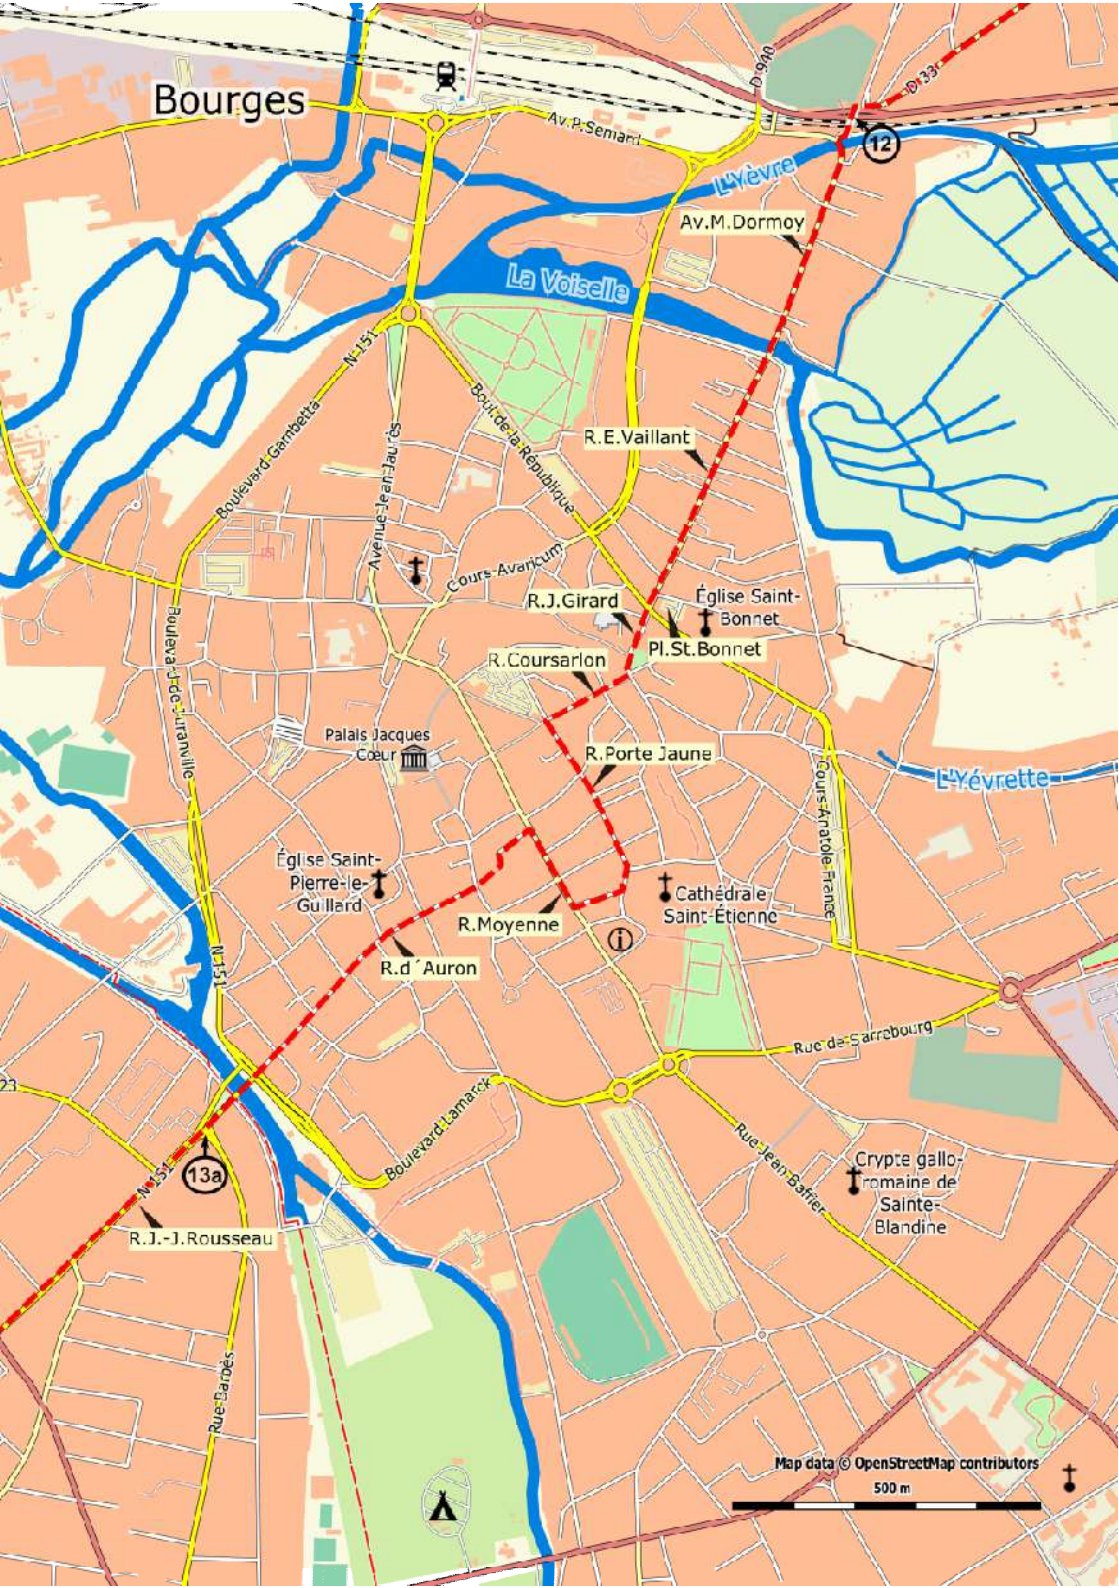 D 940
D 33
Bourges
Av.P.Semard
12
L'Yèvre
Av.M.Dormoy
La Voiselle
N 151
Boul.de la République
Boulevard Gambetta
R.E.Vaillant
Avenue Jean Jaurès
Cours Avaricum
R.J.Girard
Église Saint-
Bonnet
Pl.St.Bonnet
R.Coursarlon
Boulevard de Juranville
Palais Jacques
Cœur
R.Porte Jaune
L'Yévrette
Cours Anatole France
Église Saint-
Pierre-le-
Guillard
Cathédrale
Saint-Étienne
R.Moyenne
i
R.d´Auron
N 151
Rue de Sarrebourg
23
Boulevard Lamarck
Rue Jean Baffier
13a
N 151
Crypte gallo-
romaine de
Sainte-
Blandine
R.J.-J.Rousseau
Rue Barbès
Map data © OpenStreetMap contributors
500 m